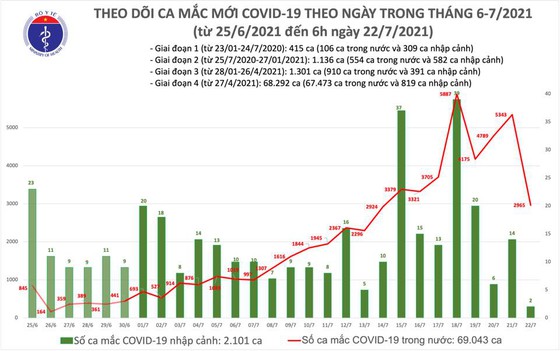 BỘ Y TẾ
MINISTRY OF HEALTH
THEO DÕI CA MẮC MỚI COVID-19 THEO NGÀY TRONG THÁNG 6-7/2021
(từ 25/6/2021 đến 6h ngày 22/7/2021)
- Giai đoạn 1 (từ 23/01-24/7/2020): 415 ca (106 ca trong nước và 309 ca nhập cảnh)
- Giai đoạn 2 (từ 25/7/2020-27/01/2021): 1.136 ca (554 ca trong nước và 582 ca nhập cảnh)
- Giai đoạn 3 (từ 28/01-26/4/2021): 1.301 ca (910 ca trong nước và 391 ca nhập cảnh)
- Giai đoạn 4 (từ 27/4/2021): 68.292 ca (67.473 ca trong nước và 819 ca nhập cảnh)
5000 4000 3000 2000 1000 0
40 35 30 25 20 15 10 5 0
23 11 9 9 9 20 18 8 14 13 10 10 7 9 9 8 16 5 10 37 15 13 20 6 14 2
845 164 359 389 361 441 693 527 914 876 997 1616 1844 1945 2367 2296 2924 3379 3321 3705 5887 4175 4789 5343 2965
25/6 26/6 27/6 28/6 29/6 30/6 01/7 02/7 03/7 04/7 05/7 06/7 07/7 08/7 09/7 10/7 11/7 12/7 13/7 14/7 15/7 16/7 17/7 18/7 19/7 20/7 21/7 22/7
Số ca mắc COVID-19 nhập cảnh: 2.101 ca
Số ca mắc COVID-19 trong nước: 69.043 ca